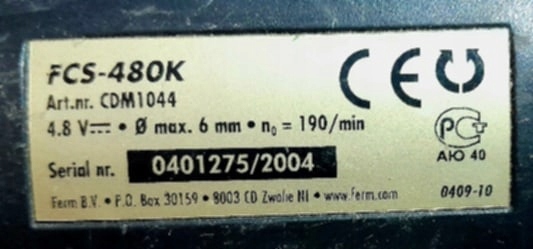 FCS-480K
CE
Art.nr. CDM1044
4.8 V⎓ • Ø max. 6 mm • n₀ = 190/min
PCT
АЮ 40
Serial nr. 0401275/2004
Ferm B.V. • P.O. Box 30159 • 8003 CD Zwolle Nl • www.ferm.com
0409-10